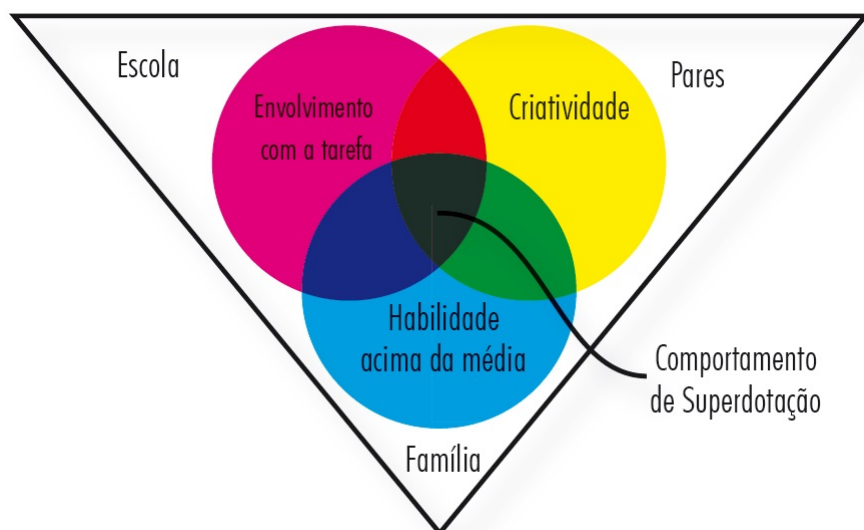 Escola
Pares
Envolvimento
com a tarefa
Criatividade
Habilidade
acima da média
Comportamento
de Superdotação
Família